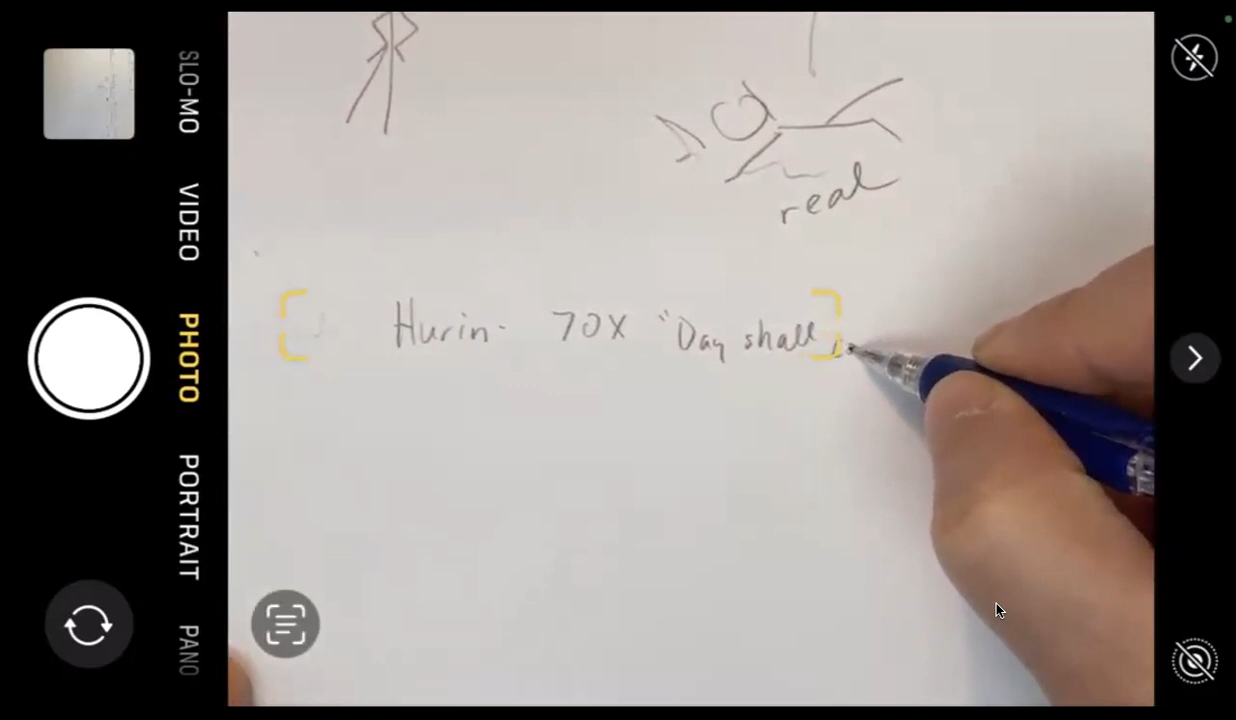 SLO-MO
VIDEO
PHOTO
PORTRAIT
PANO
real
Hurin - 70X "Day shall